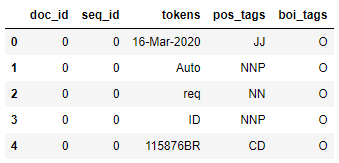 doc_id seq_id tokens pos_tags boi_tags
0 0 0 16-Mar-2020 JJ O
1 0 0 Auto NNP O
2 0 0 req NN O
3 0 0 ID NNP O
4 0 0 115876BR CD O